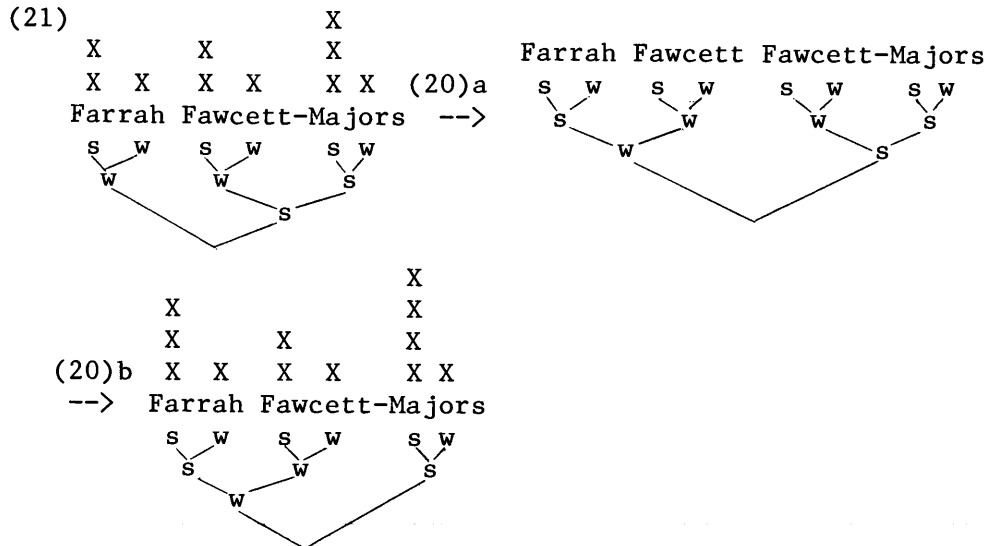 (21)
X
X X X
X X X X X X (20)a
Farrah Fawcett-Majors -->
s w s w s w
w w s
s
Farrah Fawcett Fawcett-Majors
s w s w s w s w
s w w s
w s
X
X X
X X X
(20)b X X X X X X
--> Farrah Fawcett-Majors
s w s w s w
s w s
w